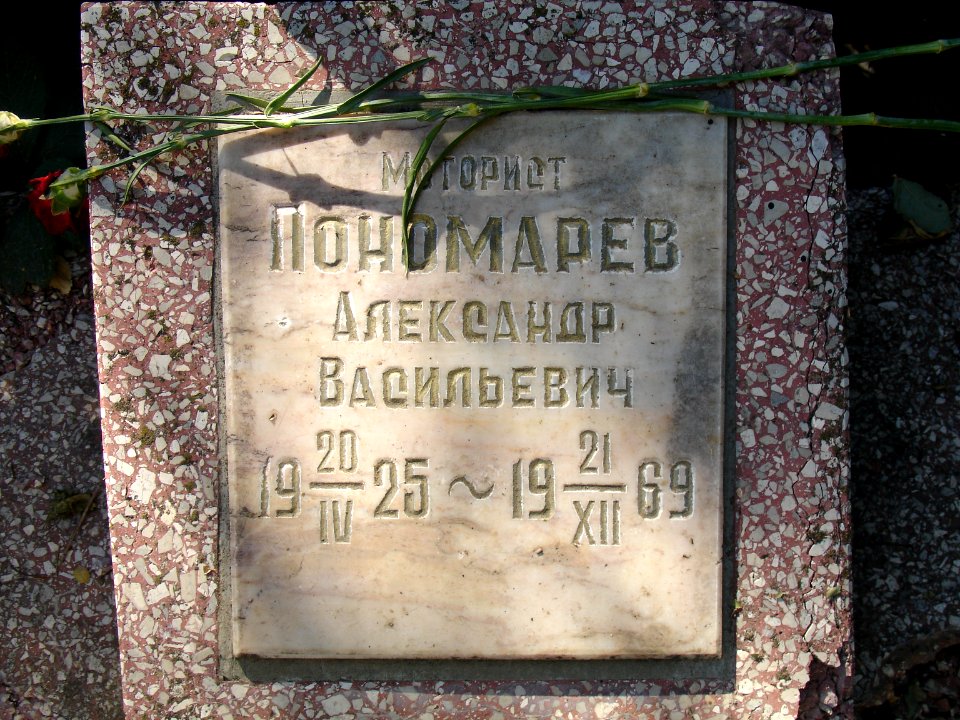 Моторист
ПОНОМАРЕВ
АЛЕКСАНДР
ВАСИЛЬЕВИЧ
19 20/IV 25 ~ 19 21/XII 69